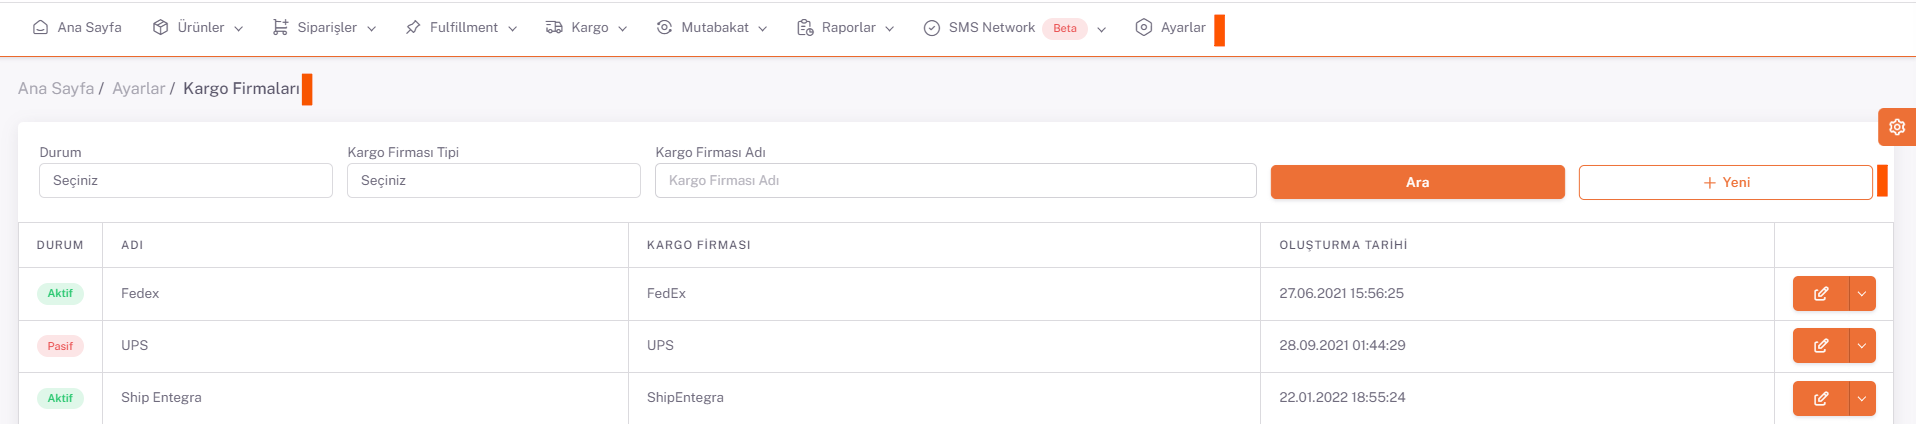 Ana Sayfa Ürünler Siparişler Fulfillment Kargo Mutabakat Raporlar SMS Network Beta Ayarlar
Ana Sayfa / Ayarlar / Kargo Firmaları
Durum Kargo Firması Tipi Kargo Firması Adı
Seçiniz Seçiniz Kargo Firması Adı Ara + Yeni
DURUM ADI KARGO FİRMASI OLUŞTURMA TARİHİ
Aktif Fedex FedEx 27.06.2021 15:56:25
Pasif UPS UPS 28.09.2021 01:44:29
Aktif Ship Entegra ShipEntegra 22.01.2022 18:55:24